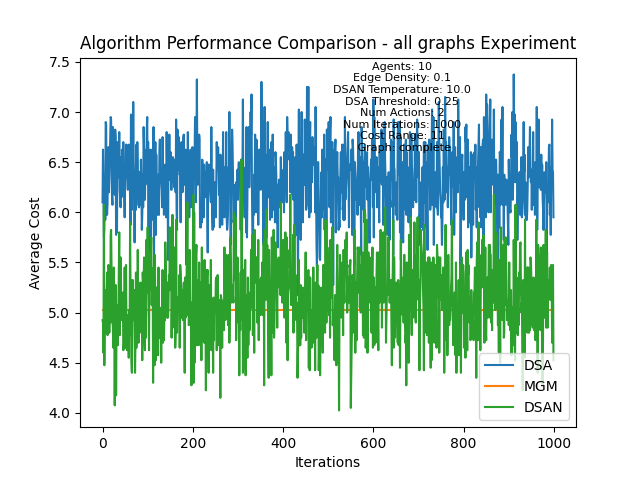 Algorithm Performance Comparison - all graphs Experiment
Agents: 10
Edge Density: 0.1
DSAN Temperature: 10.0
DSA Threshold: 0.25
Num Actions: 2
Num Iterations: 1000
Cost Range: 11
Graph: complete
7.5
7.0
6.5
6.0
5.5
5.0
4.5
4.0
Average Cost
DSA
MGM
DSAN
0
200
400
600
800
1000
Iterations